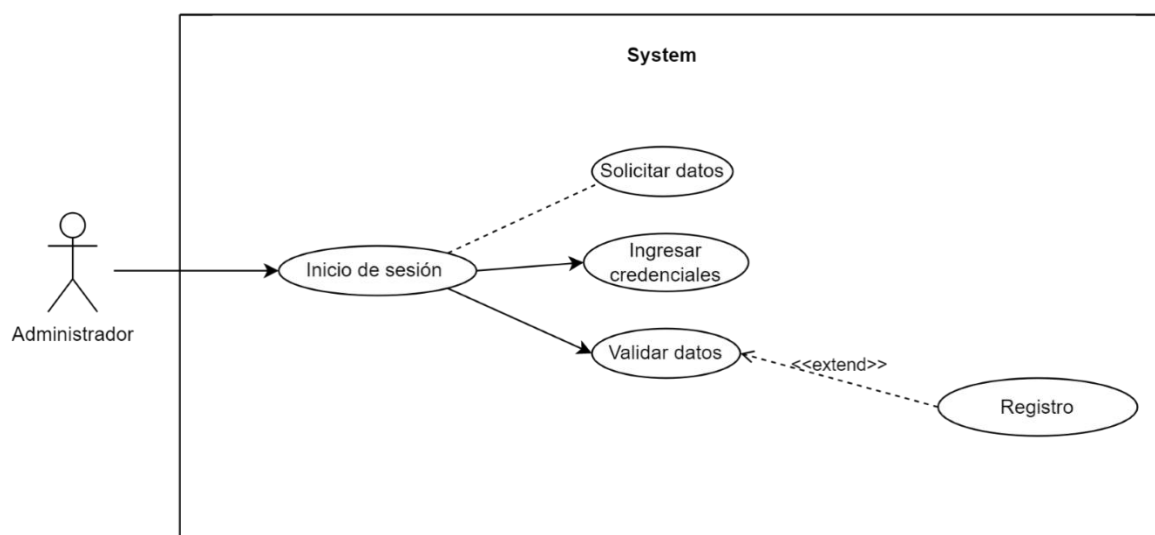 System
Solicitar datos
Ingresar
credenciales
Inicio de sesión
Administrador
Validar datos
<<extend>>
Registro